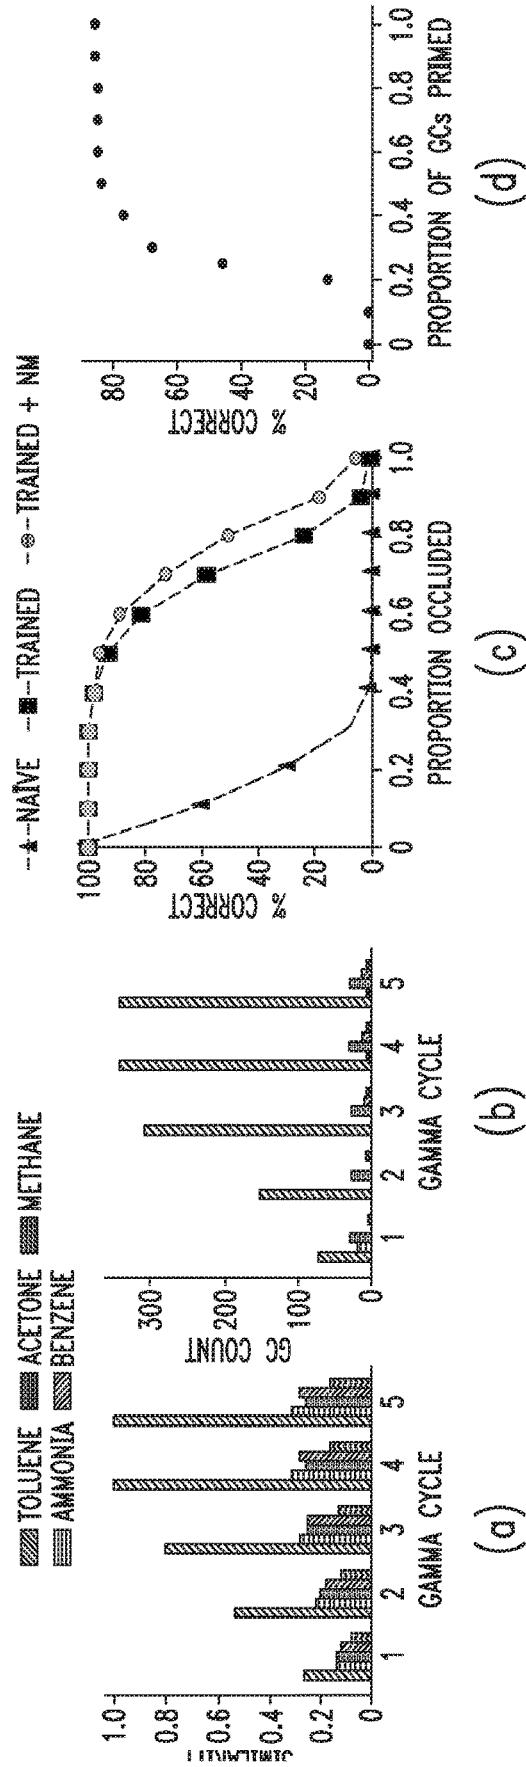 TOLUENE ACETONE METHANE
AMMONIA BENZENE
1.0
0.8
0.6
0.4
0.2
0
1 2 3 4 5
GAMMA CYCLE
(a)
GC COUNT
300
200
100
0
1 2 3 4 5
GAMMA CYCLE
(b)
NAÏVE TRAINED TRAINED + NM
% CORRECT
100
80
60
40
20
0
0 0.2 0.4 0.6 0.8 1.0
PROPORTION OCCLUDED
(c)
% CORRECT
80
60
40
20
0
0 0.2 0.4 0.6 0.8 1.0
PROPORTION OF GCs PRIMED
(d)